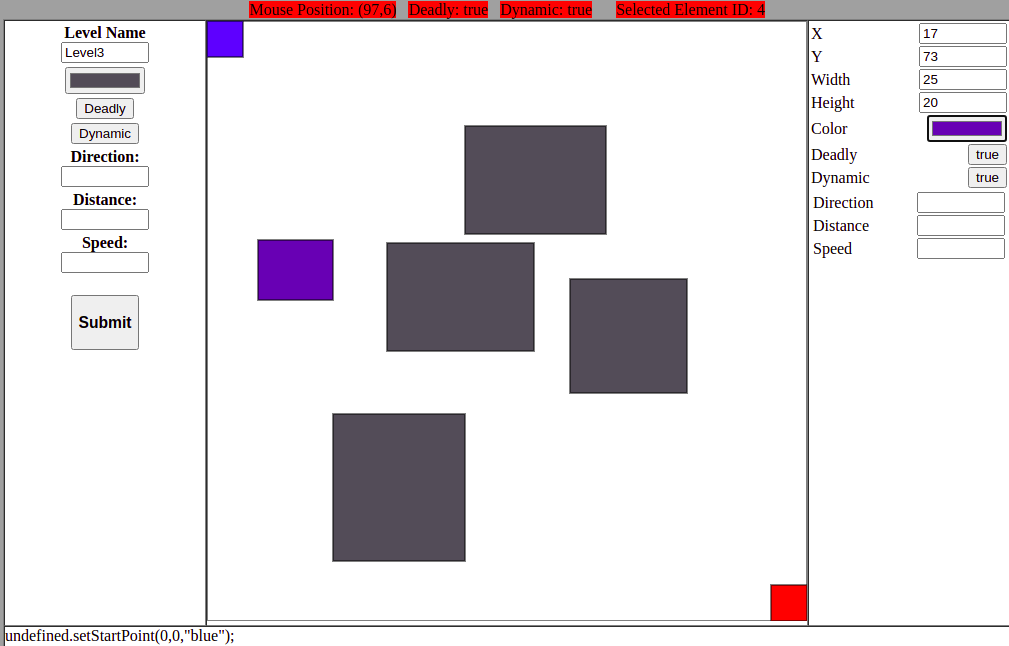 Mouse Position: (97,6) Deadly: true Dynamic: true Selected Element ID: 4
Level Name
Level3
Deadly
Dynamic
Direction:
Distance:
Speed:
Submit
X 17
Y 73
Width 25
Height 20
Color
Deadly true
Dynamic true
Direction
Distance
Speed
undefined.setStartPoint(0,0,"blue");